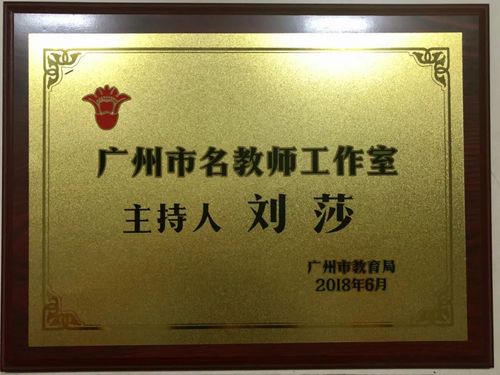 广州市名教师工作室
主持人 刘莎
广州市教育局
2018年6月